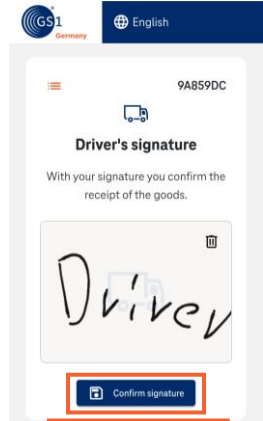 GS1
Germany
English
9A859DC
Driver's signature
With your signature you confirm the
receipt of the goods.
Driver
Confirm signature